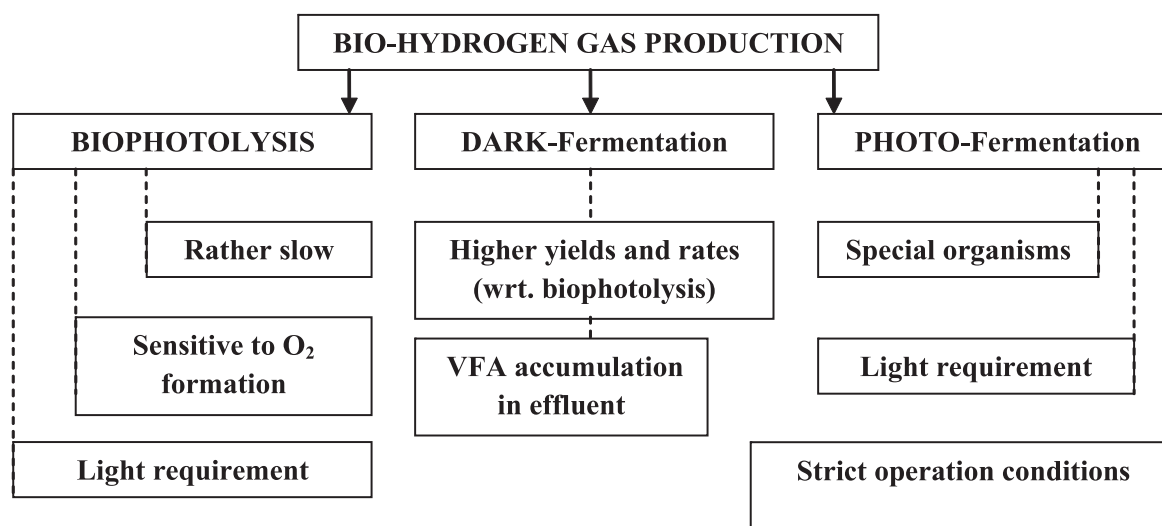 BIO-HYDROGEN GAS PRODUCTION
BIOPHOTOLYSIS
DARK-Fermentation
PHOTO-Fermentation
Rather slow
Higher yields and rates
(wrt. biophotolysis)
Special organisms
Sensitive to O₂
formation
VFA accumulation
in effluent
Light requirement
Light requirement
Strict operation conditions